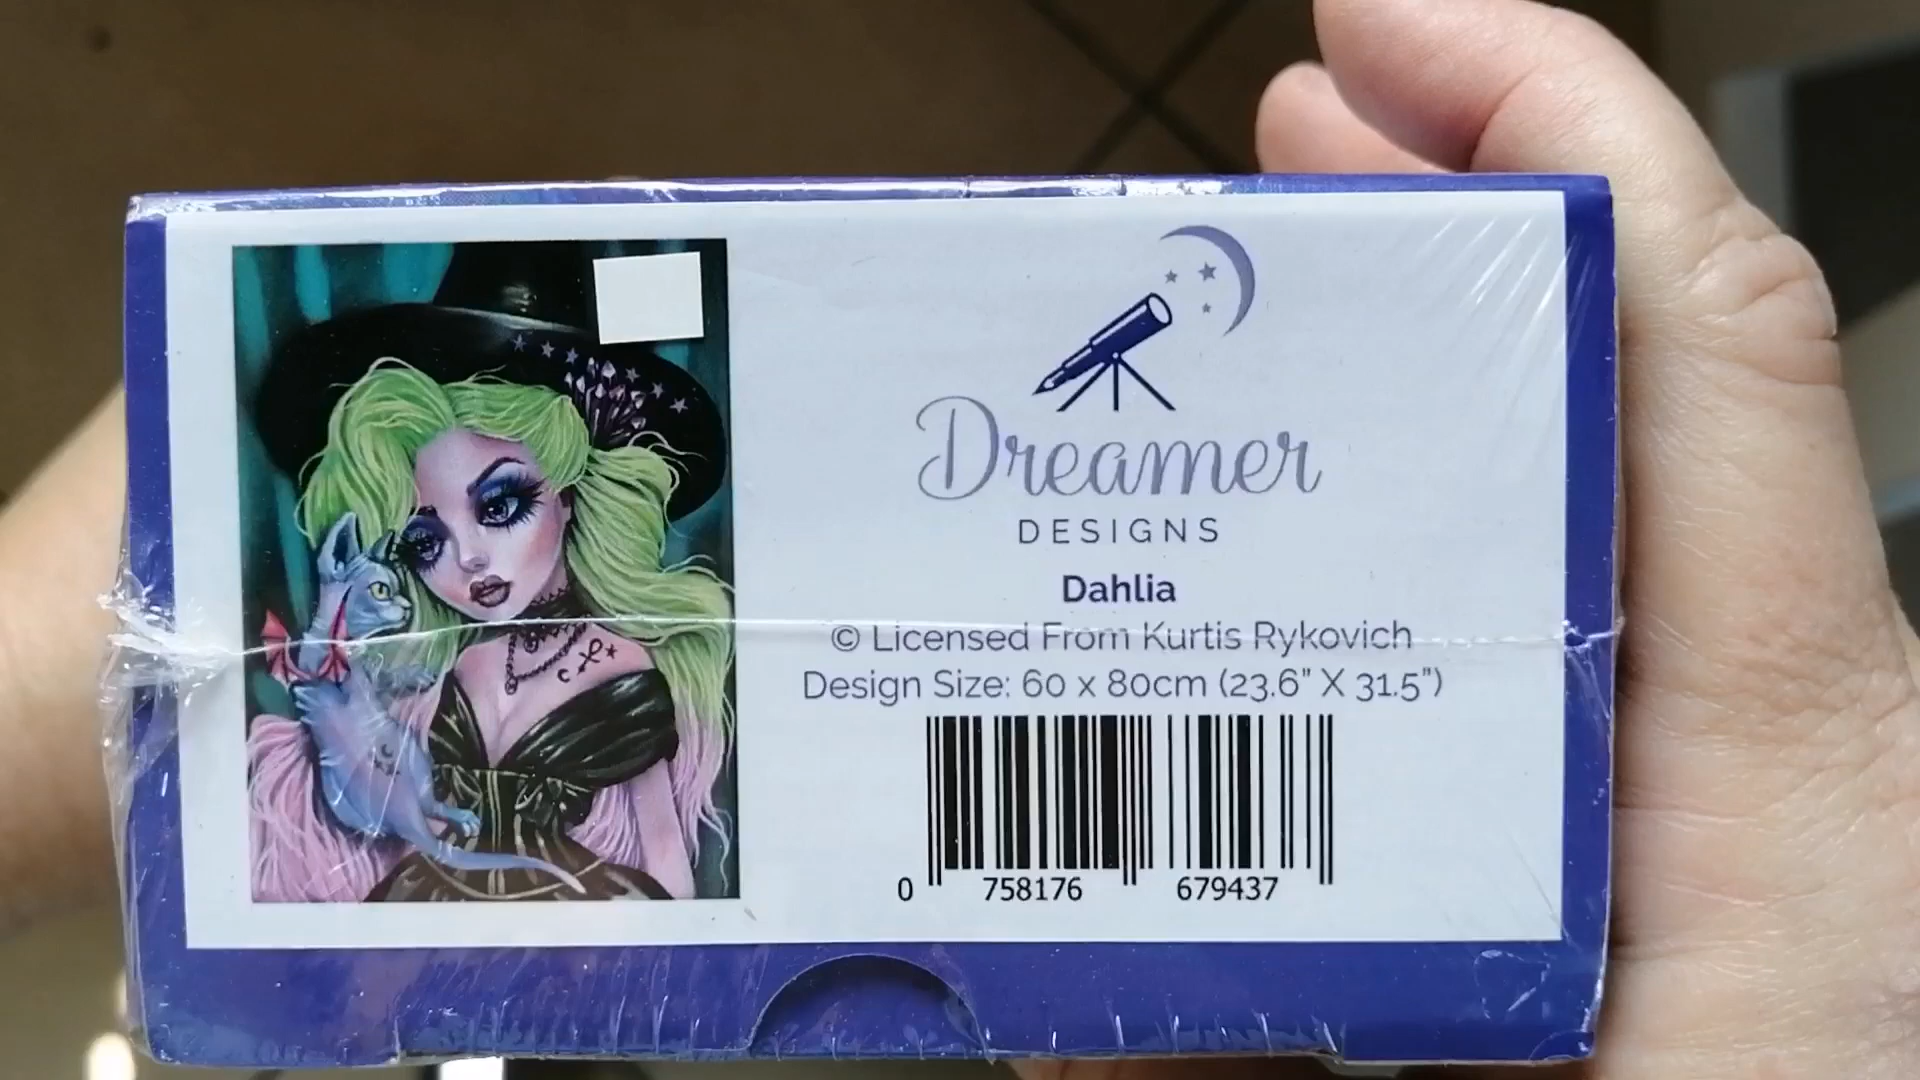 Dreamer
DESIGNS
Dahlia
© Licensed From Kurtis Rykovich
Design Size: 60 x 80cm (23.6" X 31.5")
0 758176 679437